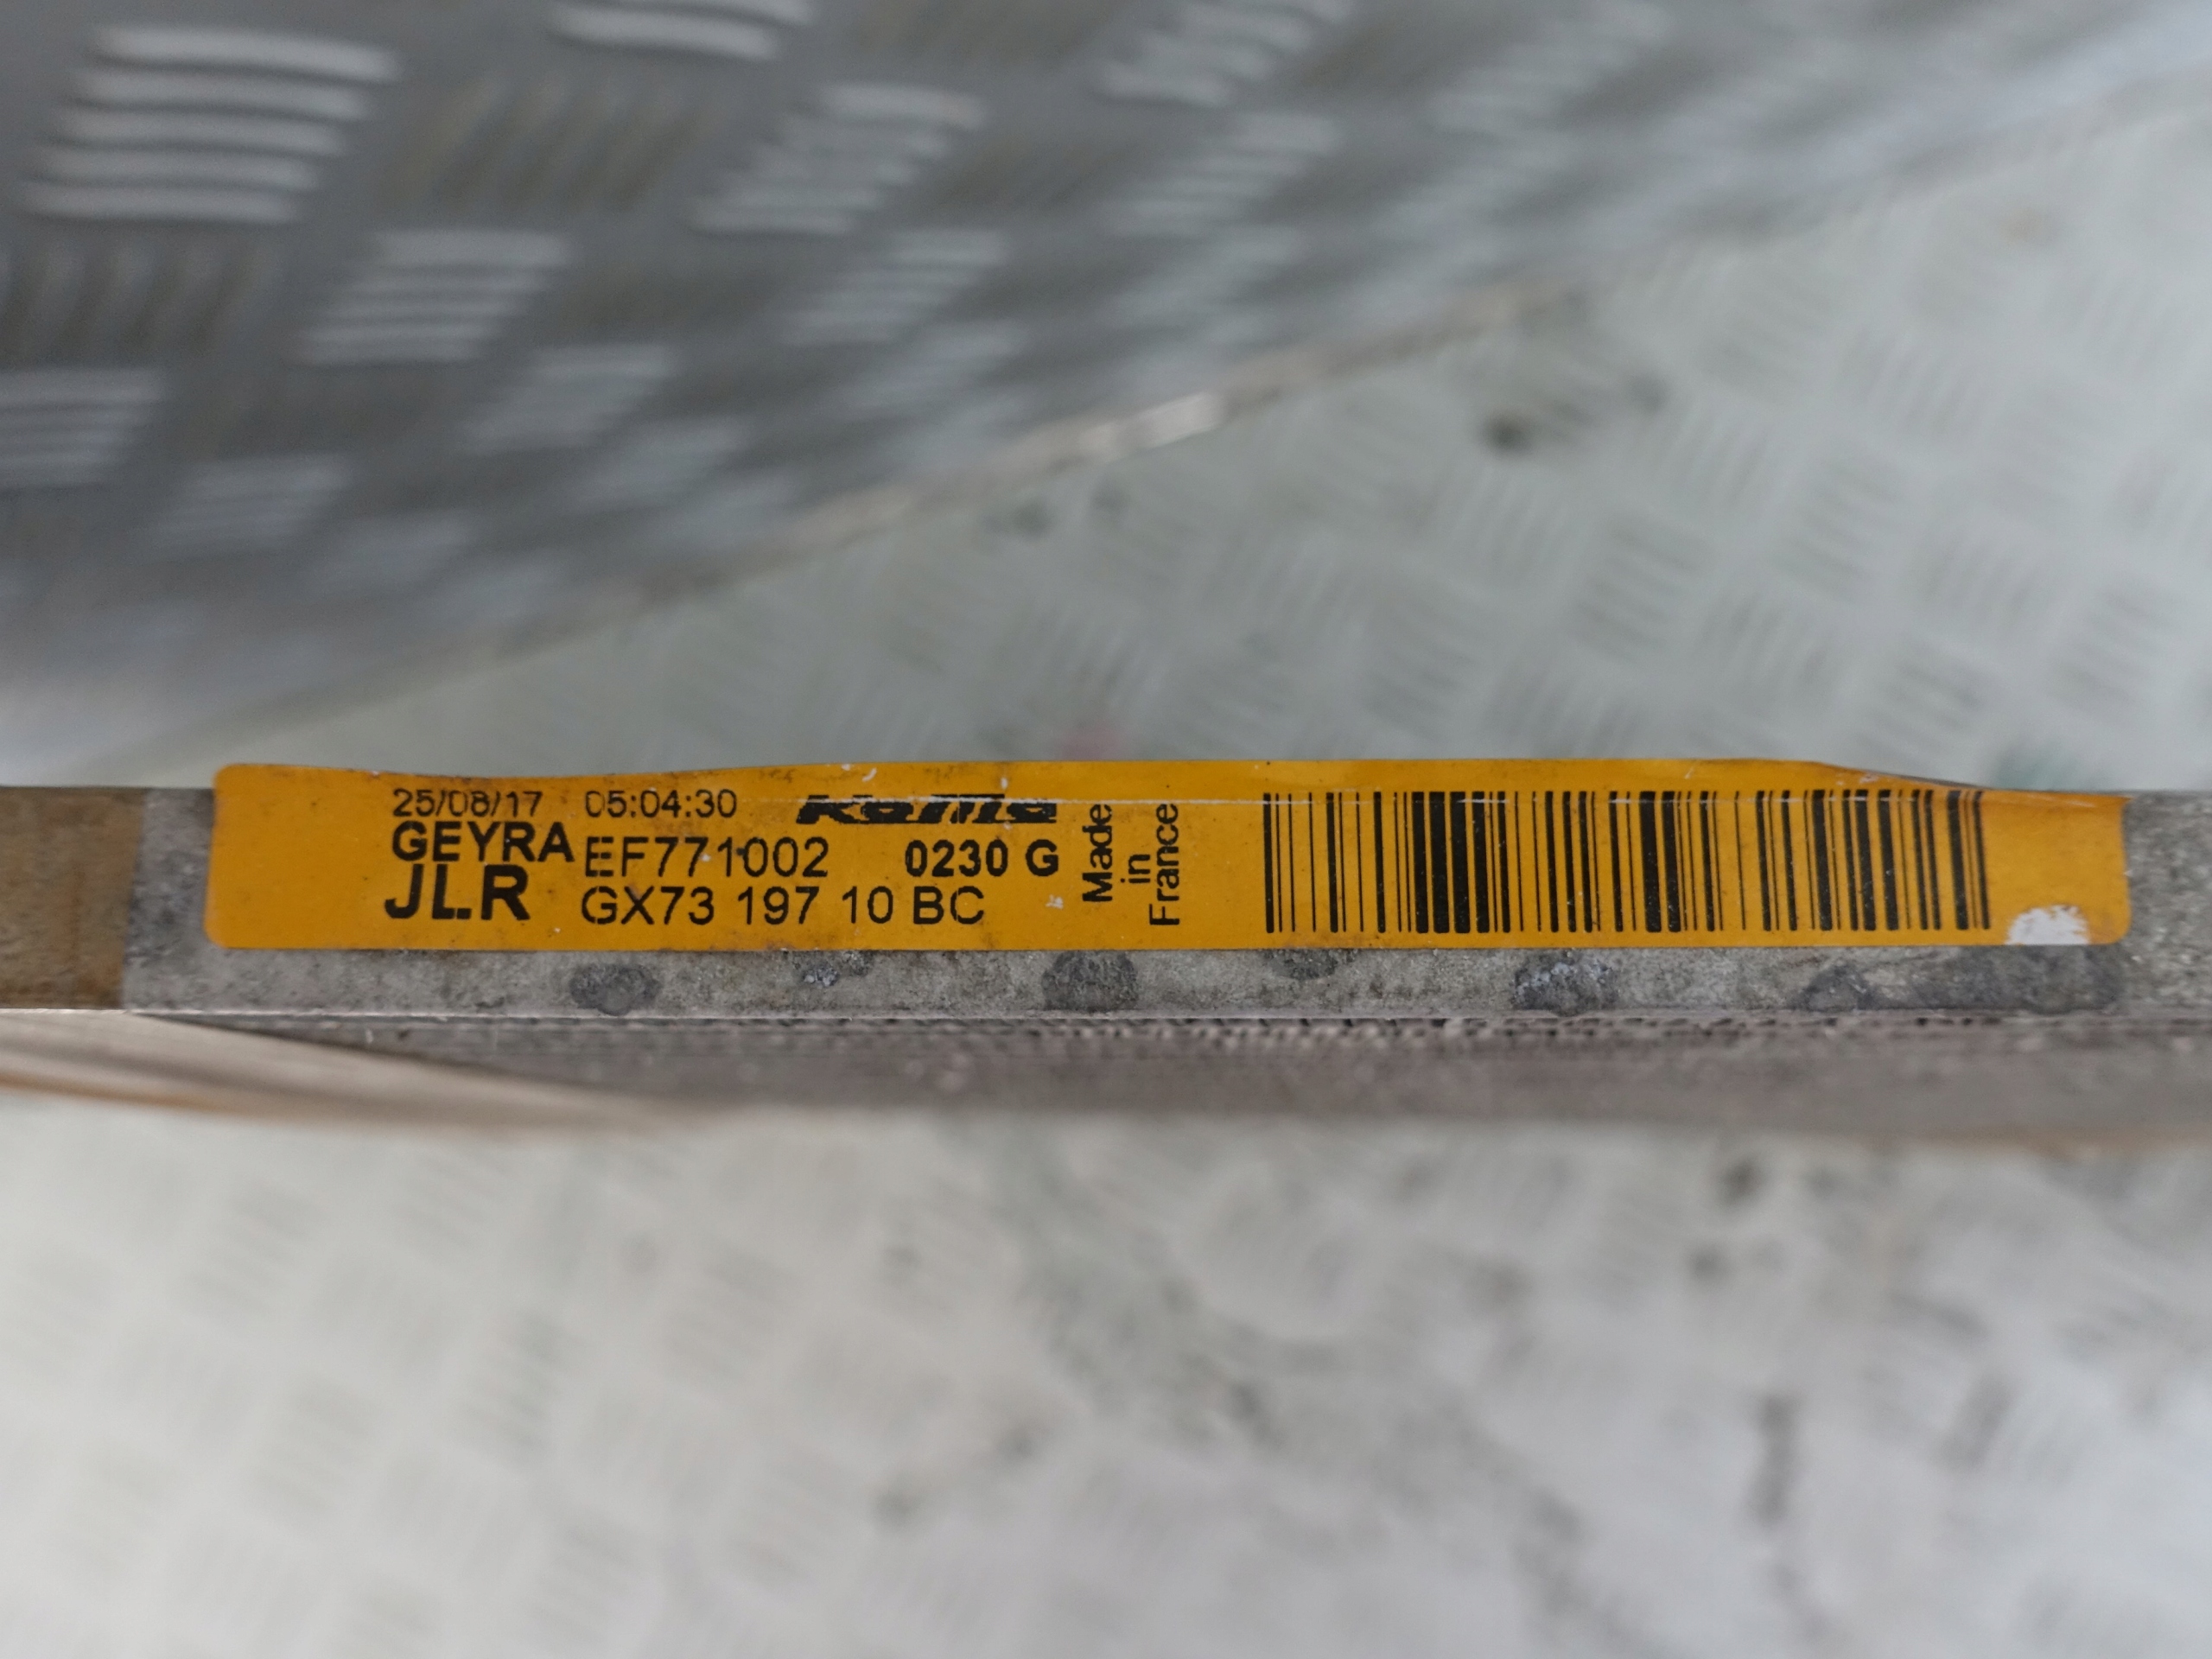 25/08/17 05:04:30
GEYRA EF771002 0230 G
JLR GX73 197 10 BC
Made
in
France